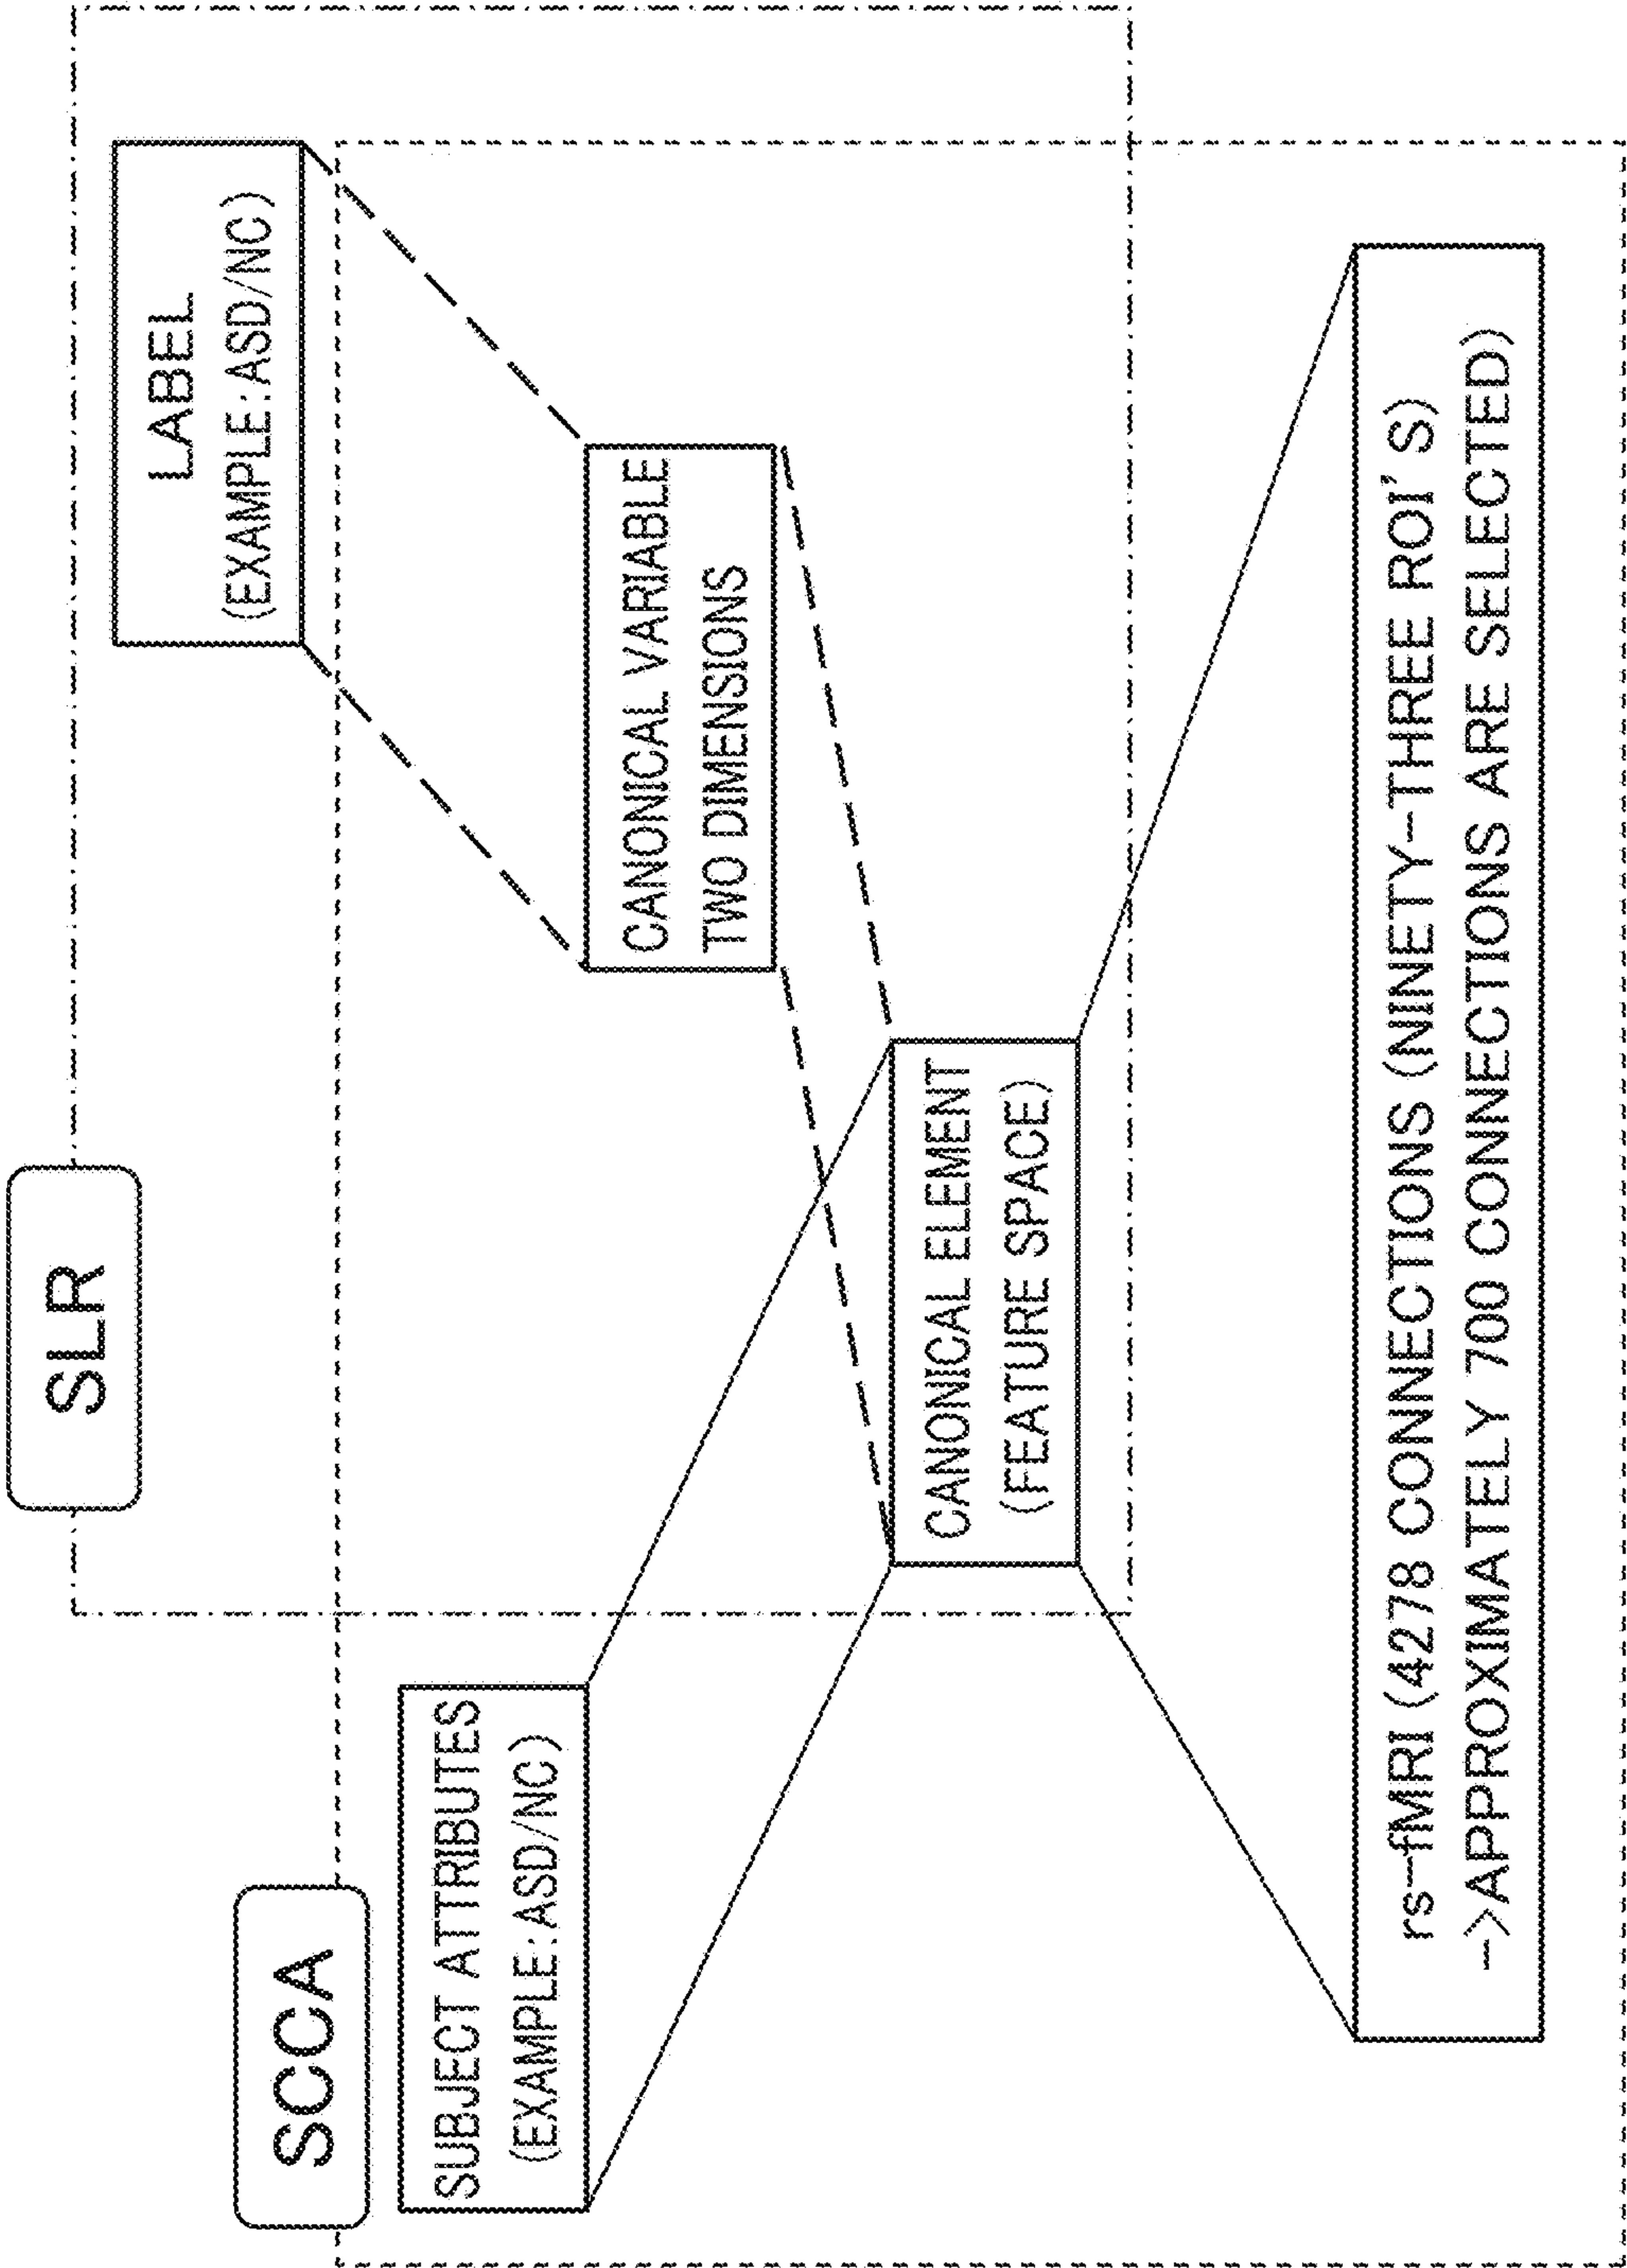 SLR
LABEL
(EXAMPLE:ASD/NC)
SCCA
SUBJECT ATTRIBUTES
(EXAMPLE:ASD/NC)
CANONICAL VARIABLE
TWO DIMENSIONS
CANONICAL ELEMENT
(FEATURE SPACE)
rs-fMRI (4278 CONNECTIONS (NINETY-THREE ROI' S)
->APPROXIMATELY 700 CONNECTIONS ARE SELECTED)